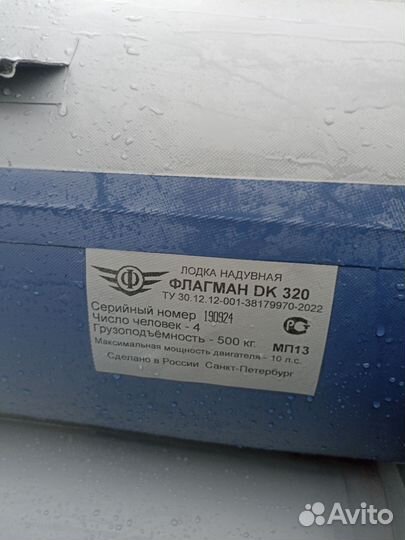 ЛОДКА НАДУВНАЯ
ФЛАГМАН DK 320
ТУ 30.12.12-001-38179970-2022
Серийный номер 190924
Число человек - 4
Грузоподъёмность - 500 кг. МП13
Максимальная мощность двигателя - 10 л.с.
Сделано в России Санкт-Петербург
Avito